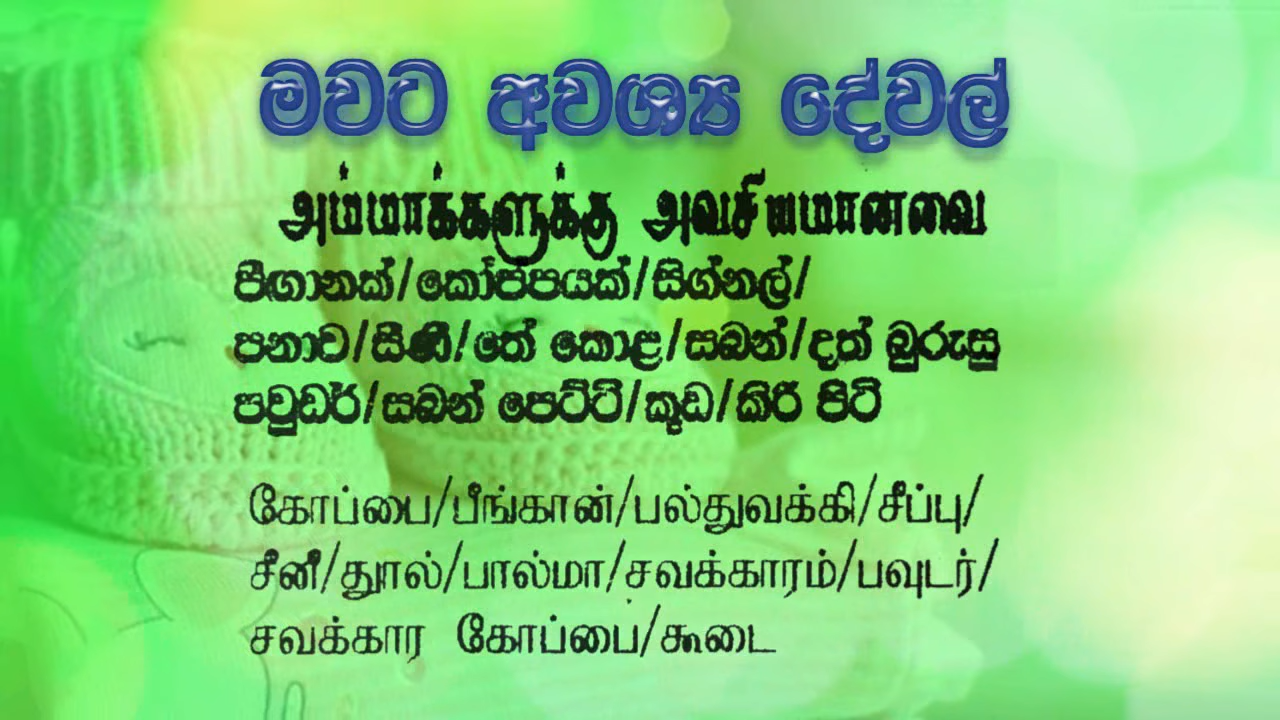 මවට අවශ්‍ය දේවල්
அம்மாக்களுக்கு அவசியமானவை
පීඟානක්/කෝප්පයක්/සිග්නල්/
පනාව/සීණි/තේ කොළ/සබන්/දත් බුරුසු
පවුඩර්/සබන් පෙට්ටි/කූඩ/කිරි පිටි
கோப்பை/பீங்கான்/பல்துவக்கி/சீப்பு/
சீனீ/தூால்/பால்மா/சவக்காரம்/பவுடர்/
சவக்கார கோப்பை/கூடை